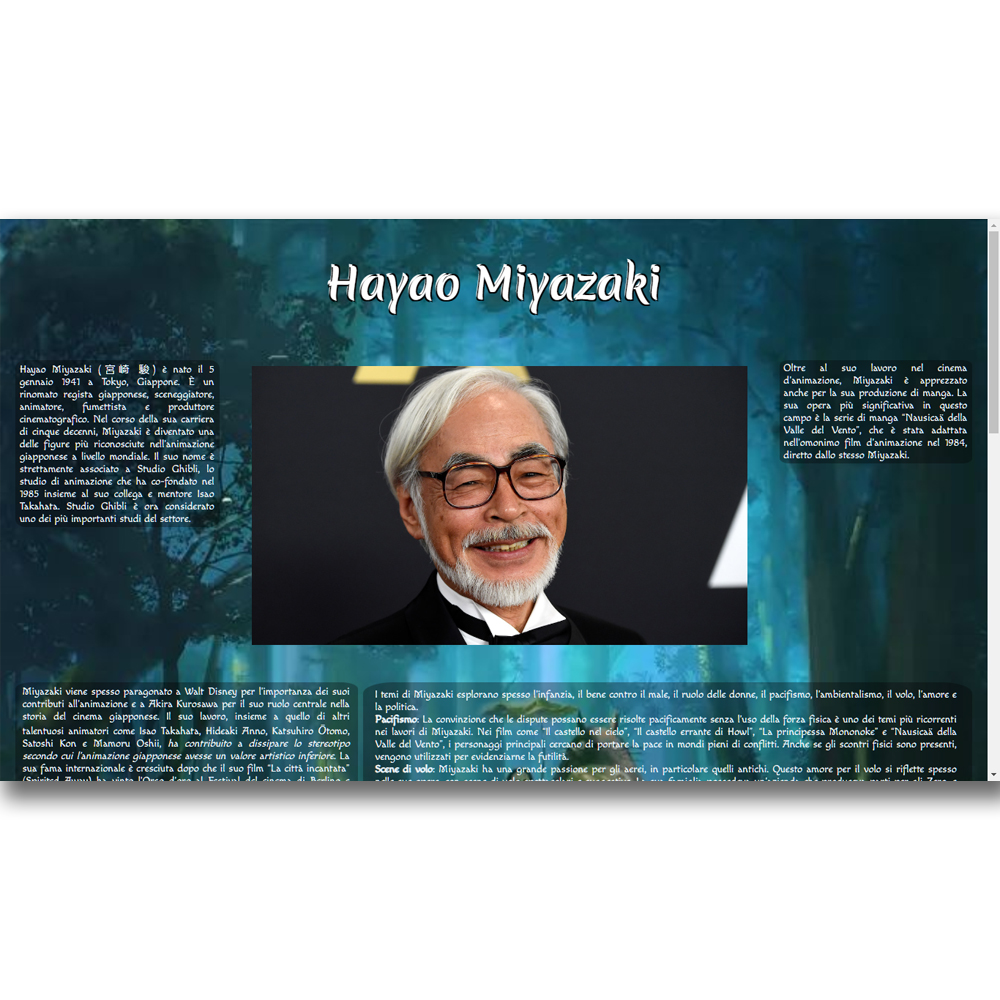 Hayao Miyazaki
Hayao Miyazaki (宮崎 駿) è nato il 5
gennaio 1941 a Tokyo, Giappone. È un
rinomato regista giapponese, sceneggiatore,
animatore, fumettista e produttore
cinematografico. Nel corso della sua carriera
di cinque decenni, Miyazaki è diventato una
delle figure più riconosciute nell'animazione
giapponese a livello mondiale. Il suo nome è
strettamente associato a Studio Ghibli, lo
studio di animazione che ha co-fondato nel
1985 insieme al suo collega e mentore Isao
Takahata. Studio Ghibli è ora considerato
uno dei più importanti studi del settore.
Oltre al suo lavoro nel cinema
d'animazione, Miyazaki è apprezzato
anche per la sua produzione di manga. La
sua opera più significativa in questo
campo è la serie di manga "Nausicaä della
Valle del Vento", che è stata adattata
nell'omonimo film d'animazione nel 1984,
diretto dallo stesso Miyazaki.
Miyazaki viene spesso paragonato a Walt Disney per l'importanza dei suoi
contributi all'animazione e a Akira Kurosawa per il suo ruolo centrale nella
storia del cinema giapponese. Il suo lavoro, insieme a quello di altri
talentuosi animatori come Isao Takahata, Hideaki Anno, Katsuhiro Ōtomo,
Satoshi Kon e Mamoru Oshii, ha contribuito a dissipare lo stereotipo
secondo cui l'animazione giapponese avesse un valore artistico inferiore. La
sua fama internazionale è cresciuta dopo che il suo film "La città incantata"
(Spirited Away) ha vinto l'Orso d'oro al Festival del cinema di Berlino e
I temi di Miyazaki esplorano spesso l'infanzia, il bene contro il male, il ruolo delle donne, il pacifismo, l'ambientalismo, il volo, l'amore e
la politica.
Pacifismo: La convinzione che le dispute possano essere risolte pacificamente senza l'uso della forza fisica è uno dei temi più ricorrenti
nei lavori di Miyazaki. Nei film come "Il castello nel cielo", "Il castello errante di Howl", "La principessa Mononoke" e "Nausicaä della
Valle del Vento", i personaggi principali cercano di portare la pace in mondi pieni di conflitti. Anche se gli scontri fisici sono presenti,
vengono utilizzati per evidenziarne la futilità.
Scene di volo: Miyazaki ha una grande passione per gli aerei, in particolare quelli antichi. Questo amore per il volo si riflette spesso